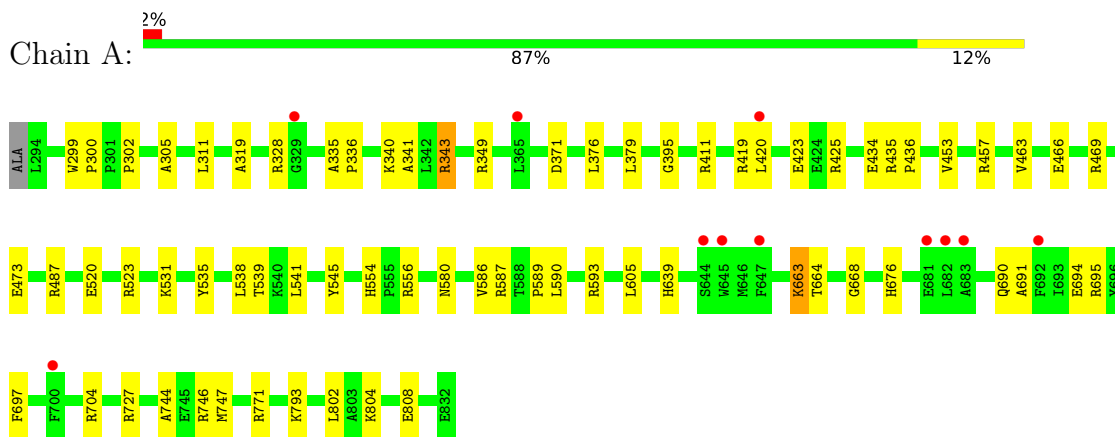 2%
Chain A:
87% 12%
ALA L294 W299 P300 P301 P302 A305 L311 A319 R328 G329 A335 P336 K340 A341 L342 R343 R349 L365 D371 L376 L379 G395 R411 R419 L420 E423 E424 R425 E434 R435 P436 V453 R457 V463 E466 R469
E473 R487 E520 R523 K531 Y535 L538 T539 K540 L541 Y545 H554 P555 R556 N580 V586 R587 T588 P589 L590 R593 L605 H639 S644 W645 M646 F647 K663 T664 G668 H676 E681 L682 A683 Q690 A691 F692 I693 E694 R695 Y696
F697 F700 R704 R727 A744 E745 R746 M747 R771 K793 L802 A803 K804 E808 E832